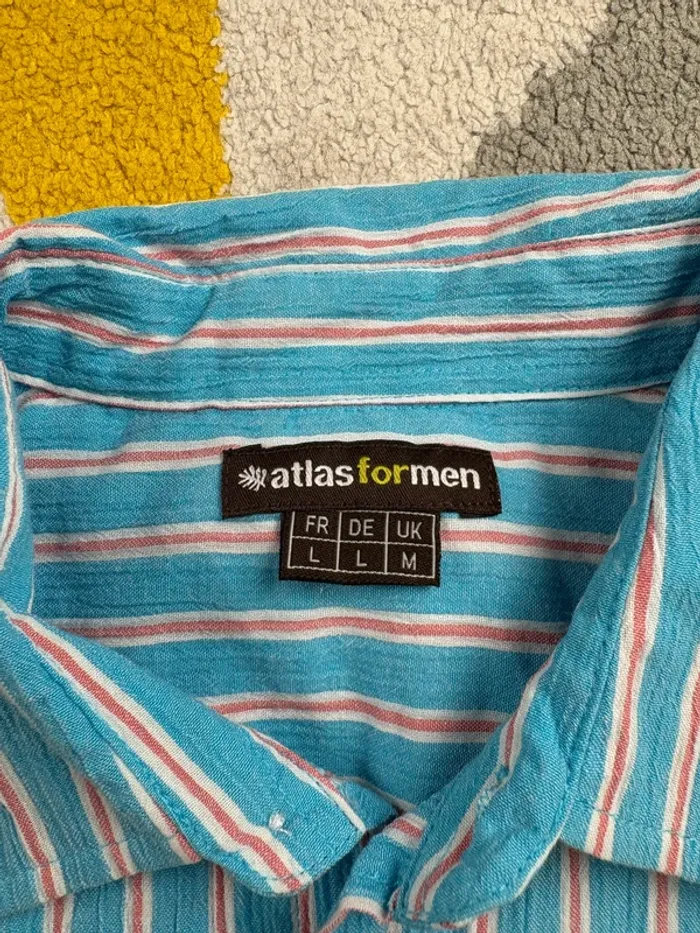 atlasformen
FR DE UK
L L M